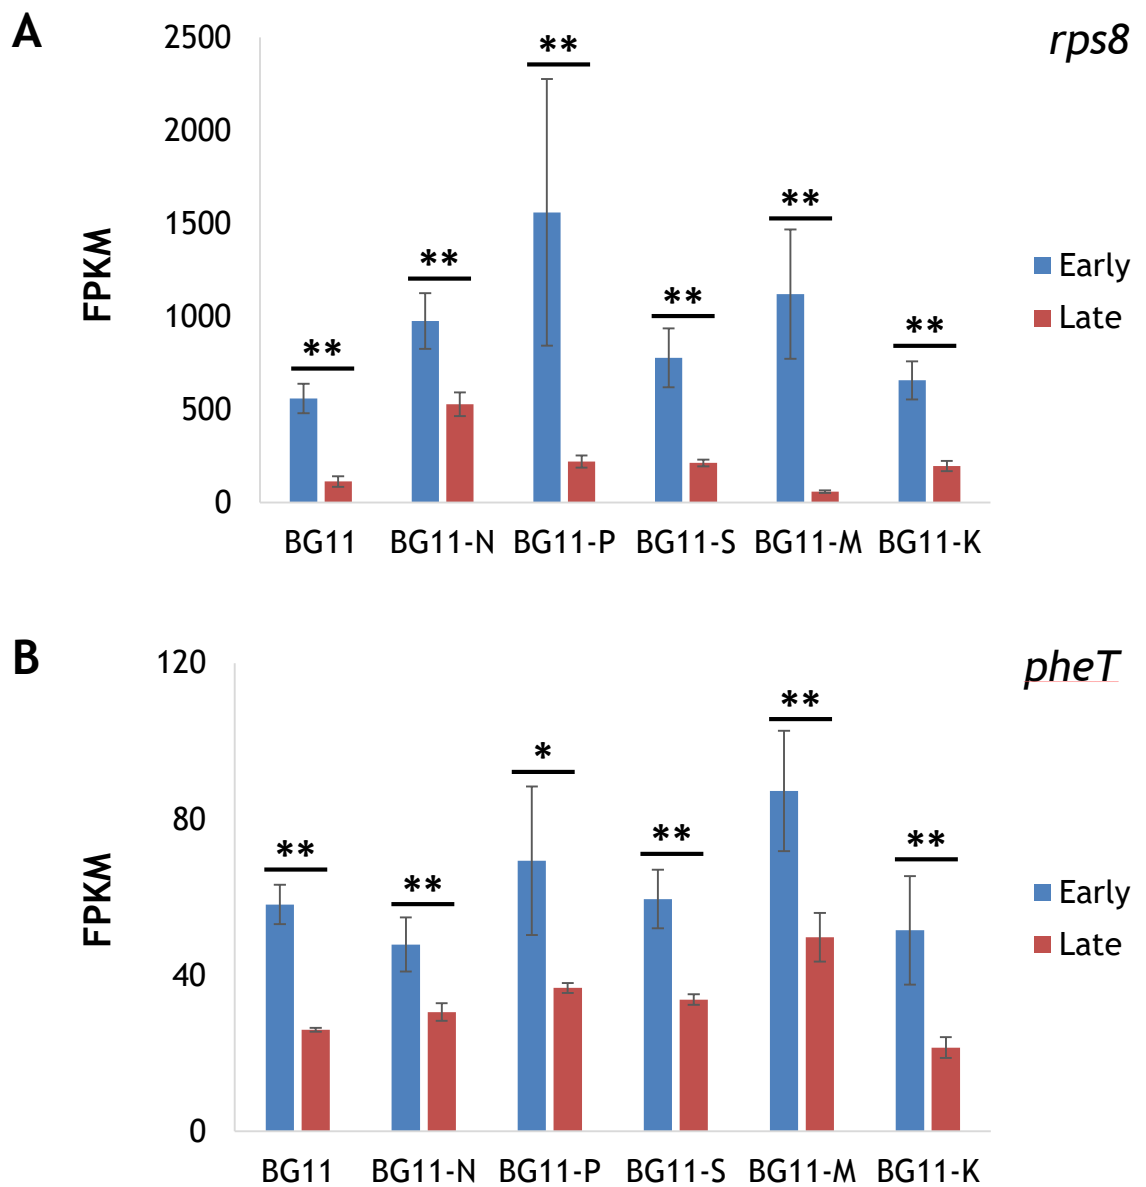 A
rps8
2500
2000
1500
1000
500
0
FPKM
**
**
**
**
**
**
BG11 BG11-N BG11-P BG11-S BG11-M BG11-K
Early
Late
B
pheT
120
80
40
0
FPKM
**
**
*
**
**
**
BG11 BG11-N BG11-P BG11-S BG11-M BG11-K
Early
Late